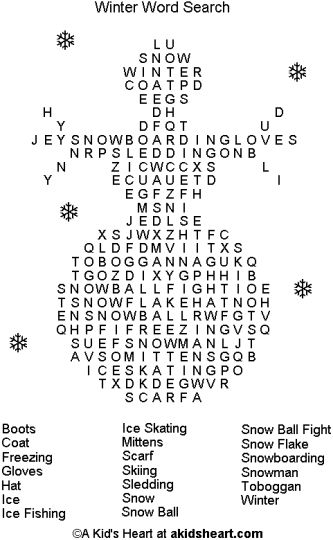 Winter Word Search
L U
S N O W
W I N T E R
C O A T P D
E E G S
H D H D
Y D F Q T U
J E Y S N O W B O A R D I N G L O V E S
N R P S L E D D I N G O N B
N Z I C W C C X S L
Y E C U A U E T D I
E G F Z F H
M S N I
J E D L S E
X S J W X Z H T F C
Q L D F D M V I I T X S
T O B O G G A N N A G U K Q
T G O Z D I X Y G P H H I B
S N O W B A L L F I G H T I O E
T S N O W F L A K E H A T N O H
E N S N O W B A L L R W F G T V
Q H P F I F R E E Z I N G V S Q
S U E F S N O W M A N L J T
A V S O M I T T E N S G Q B
I C E S K A T I N G P O
T X D K D E G W V R
S C A R F A
Boots
Coat
Freezing
Gloves
Hat
Ice
Ice Fishing
Ice Skating
Mittens
Scarf
Skiing
Sledding
Snow
Snow Ball
Snow Ball Fight
Snow Flake
Snowboarding
Snowman
Toboggan
Winter
©A Kid's Heart at akidsheart.com